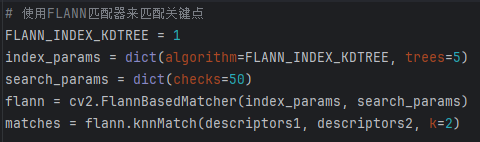 # 使用FLANN匹配器来匹配关键点
FLANN_INDEX_KDTREE = 1
index_params = dict(algorithm=FLANN_INDEX_KDTREE, trees=5)
search_params = dict(checks=50)
flann = cv2.FlannBasedMatcher(index_params, search_params)
matches = flann.knnMatch(descriptors1, descriptors2, k=2)